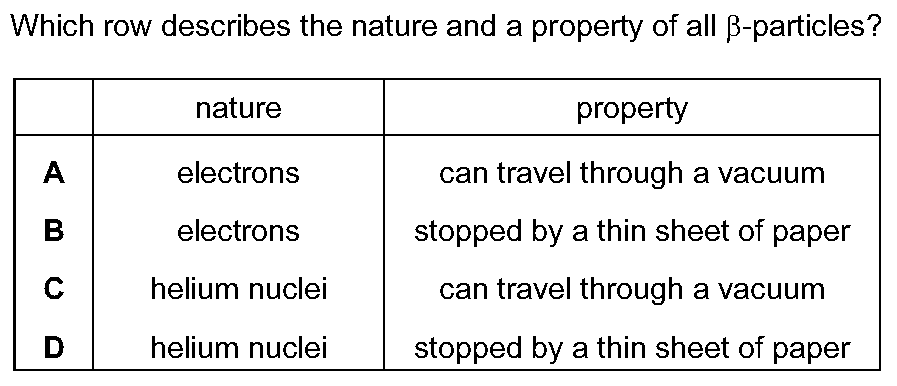 Which row describes the nature and a property of all β-particles?
nature property
A electrons can travel through a vacuum
B electrons stopped by a thin sheet of paper
C helium nuclei can travel through a vacuum
D helium nuclei stopped by a thin sheet of paper